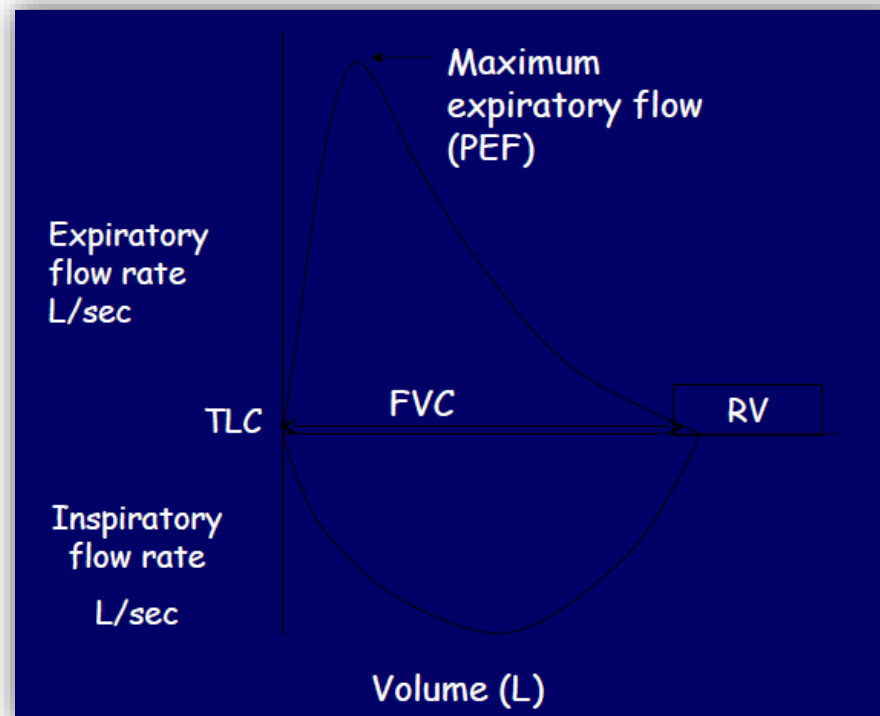 Maximum
expiratory flow
(PEF)
Expiratory
flow rate
L/sec
FVC
RV
TLC
Inspiratory
flow rate
L/sec
Volume (L)